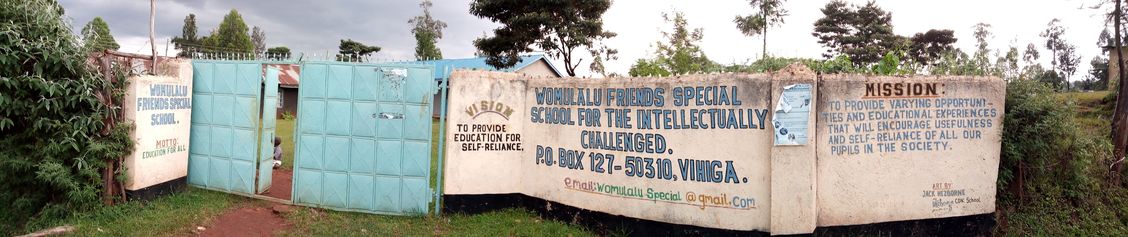 WOMULALU
FRIENDS SPECIAL
SCHOOL.
MOTTO:
EDUCATION FOR ALL
VISION
TO PROVIDE
EDUCATION FOR
SELF-RELIANCE.
WOMULALU FRIENDS SPECIAL
SCHOOL FOR THE INTELLECTUALLY
CHALLENGED.
P.O. BOX 127-50310, VIHIGA.
email: Womulalu Special @gmail.com
MISSION:
TO PROVIDE VARYING OPPORTUNT-
TIES AND EDUCATIONAL EXPERIENCES
THAT WILL ENCOURAGE USEFULNESS
AND SELF-RELIANCE OF ALL OUR
PUPILS IN THE SOCIETY.
ART BY
JACK HEZBORNE
School